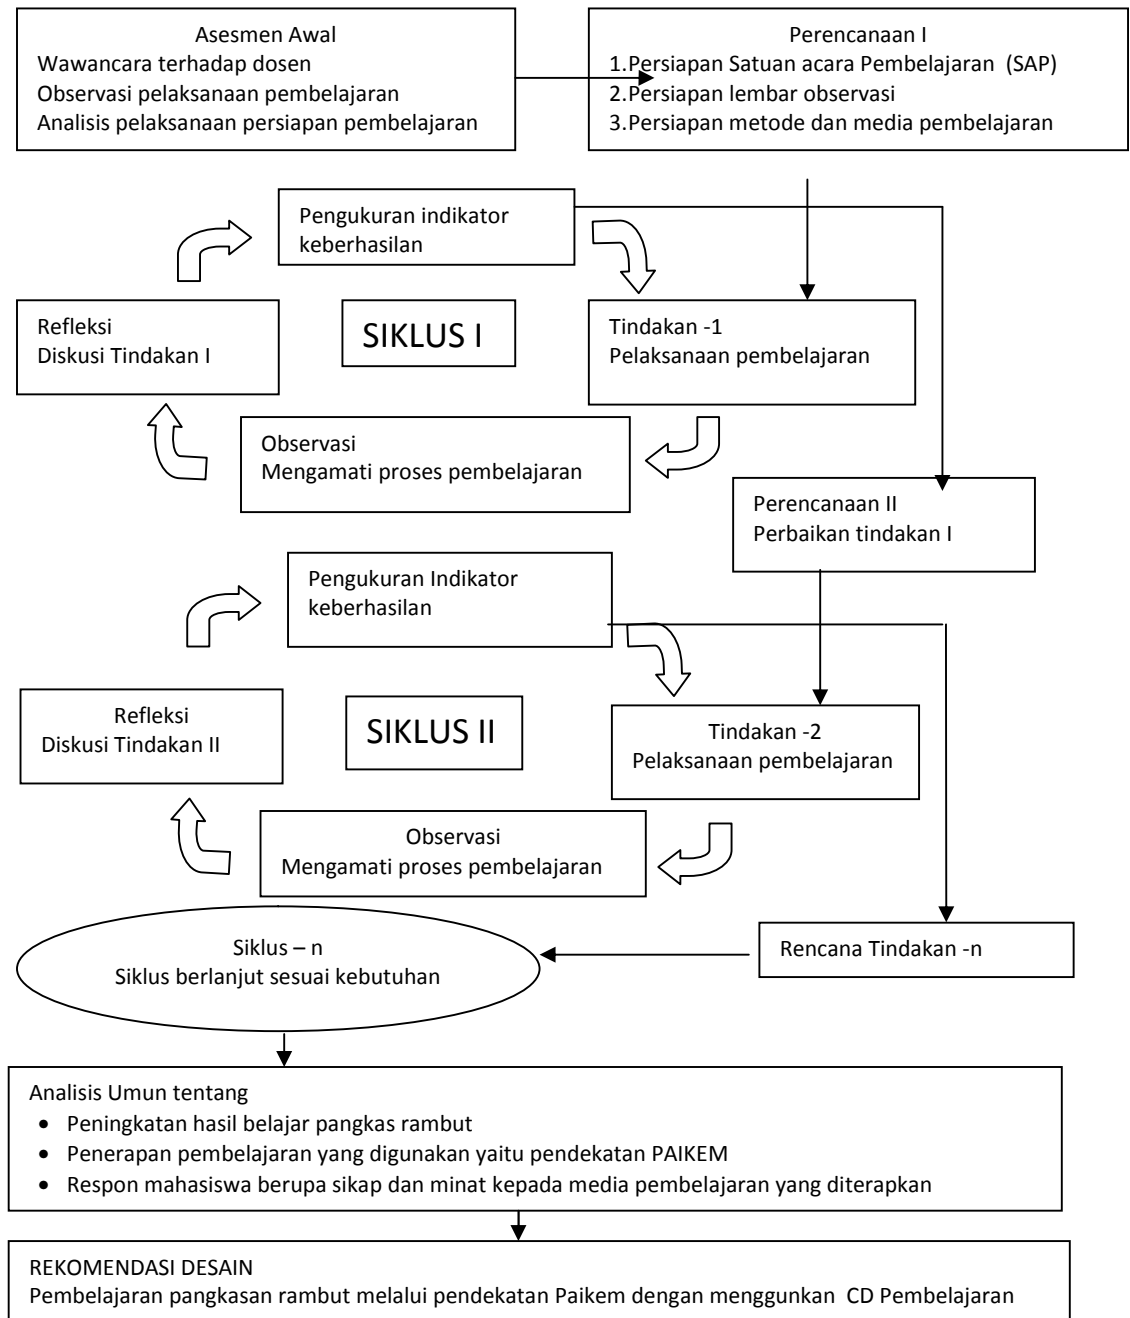 Asesmen Awal
Wawancara terhadap dosen
Observasi pelaksanaan pembelajaran
Analisis pelaksanaan persiapan pembelajaran
Perencanaan I
1.Persiapan Satuan acara Pembelajaran (SAP)
2.Persiapan lembar observasi
3.Persiapan metode dan media pembelajaran
Pengukuran indikator
keberhasilan
Refleksi
Diskusi Tindakan I
SIKLUS I
Tindakan -1
Pelaksanaan pembelajaran
Observasi
Mengamati proses pembelajaran
Perencanaan II
Perbaikan tindakan I
Pengukuran Indikator
keberhasilan
Refleksi
Diskusi Tindakan II
SIKLUS II
Tindakan -2
Pelaksanaan pembelajaran
Observasi
Mengamati proses pembelajaran
Siklus – n
Siklus berlanjut sesuai kebutuhan
Rencana Tindakan -n
Analisis Umun tentang
• Peningkatan hasil belajar pangkas rambut
• Penerapan pembelajaran yang digunakan yaitu pendekatan PAIKEM
• Respon mahasiswa berupa sikap dan minat kepada media pembelajaran yang diterapkan
REKOMENDASI DESAIN
Pembelajaran pangkasan rambut melalui pendekatan Paikem dengan menggunkan CD Pembelajaran